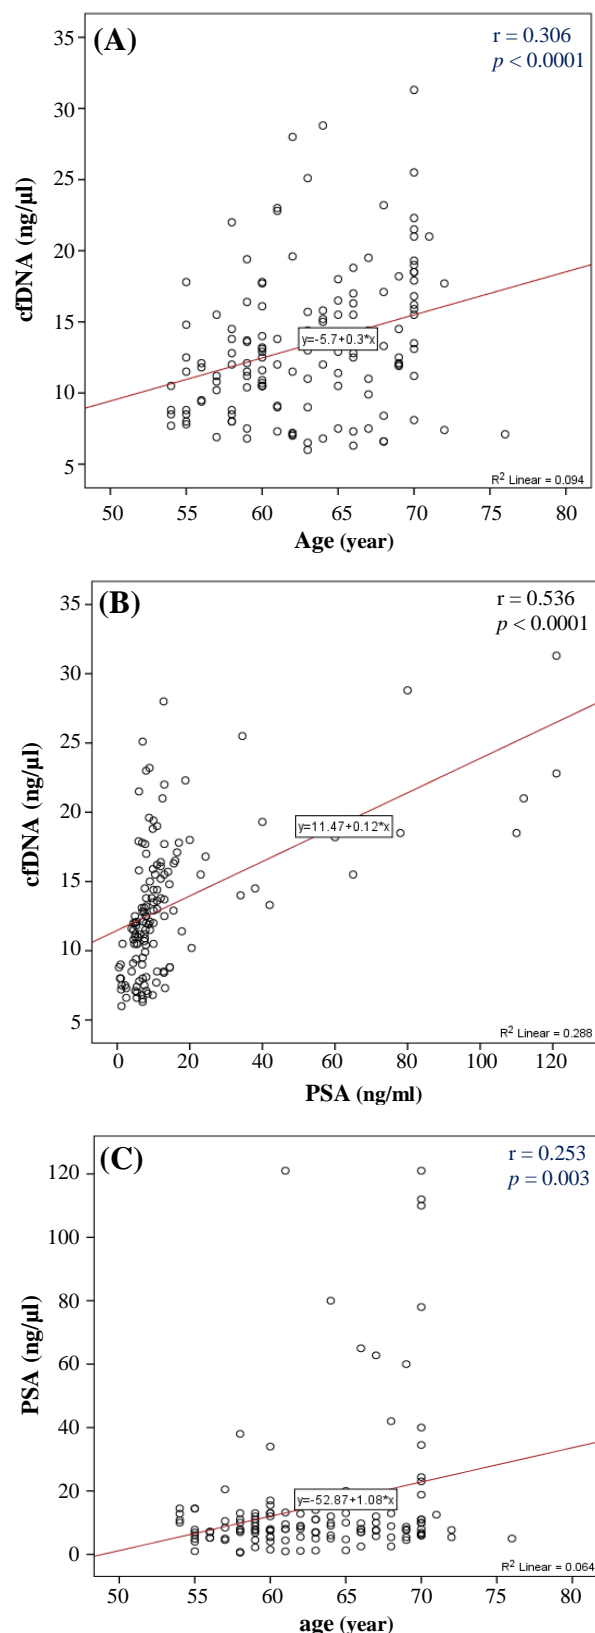 (A)
r = 0.306
p < 0.0001
35
30
25
20
15
10
5
cfDNA (ng/µl)
y=-5.7+0.3*x
R² Linear = 0.094
50 55 60 65 70 75 80
Age (year)
(B)
r = 0.536
p < 0.0001
35
30
25
20
15
10
5
cfDNA (ng/µl)
y=11.47+0.12*x
R² Linear = 0.288
0 20 40 60 80 100 120
PSA (ng/ml)
(C)
r = 0.253
p = 0.003
120
100
80
60
40
20
0
PSA (ng/µl)
y=-52.87+1.08*x
R² Linear = 0.064
50 55 60 65 70 75 80
age (year)